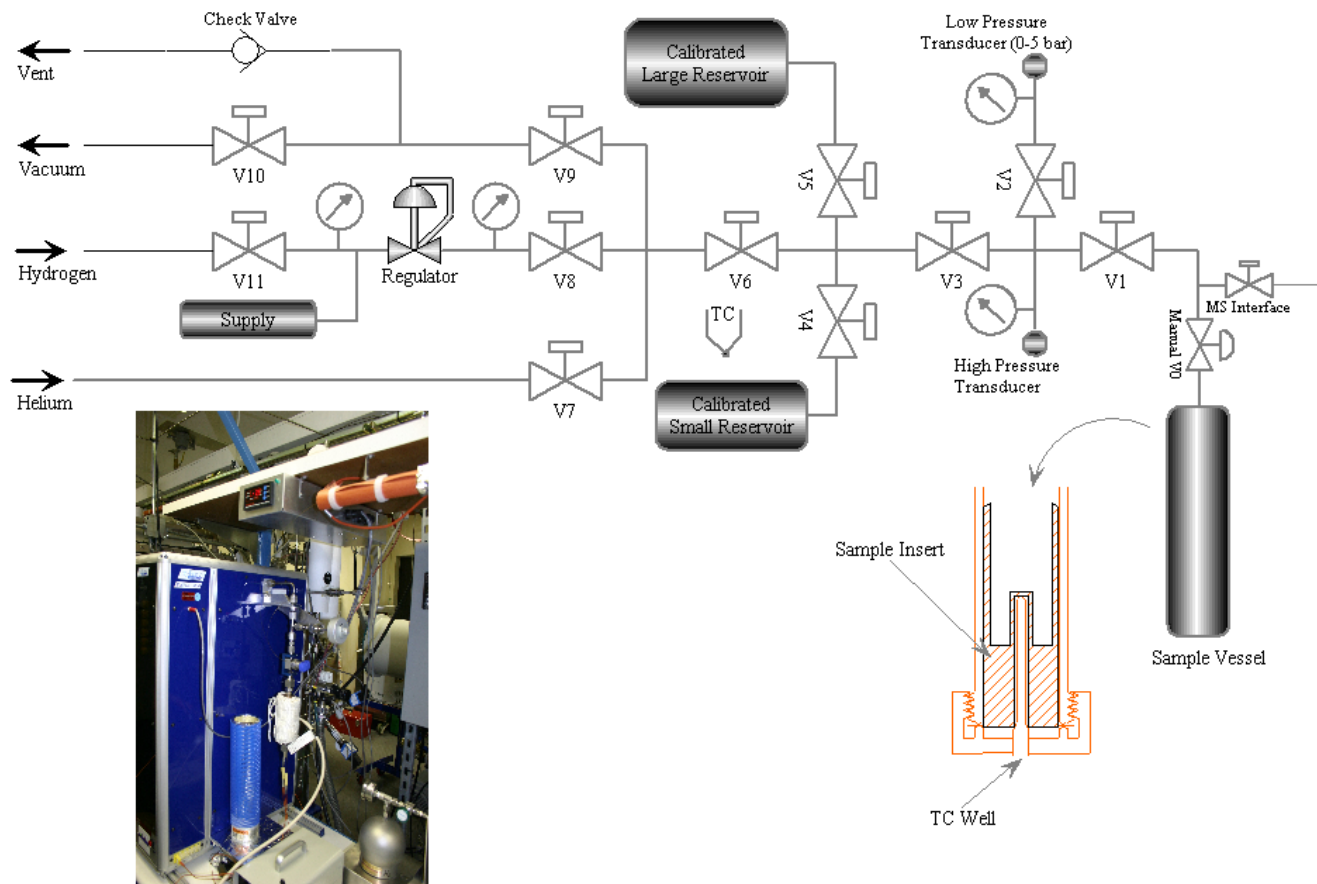 Check Valve
Vent
Vacuum
V10
V9
Hydrogen
V11
Regulator
V8
Supply
Helium
V7
Calibrated
Large Reservoir
V5
V6
TC
V4
Calibrated
Small Reservoir
Low Pressure
Transducer (0-5 bar)
V2
V3
V1
High Pressure
Transducer
MS Interface
Manual V0
Sample Vessel
Sample Insert
TC Well